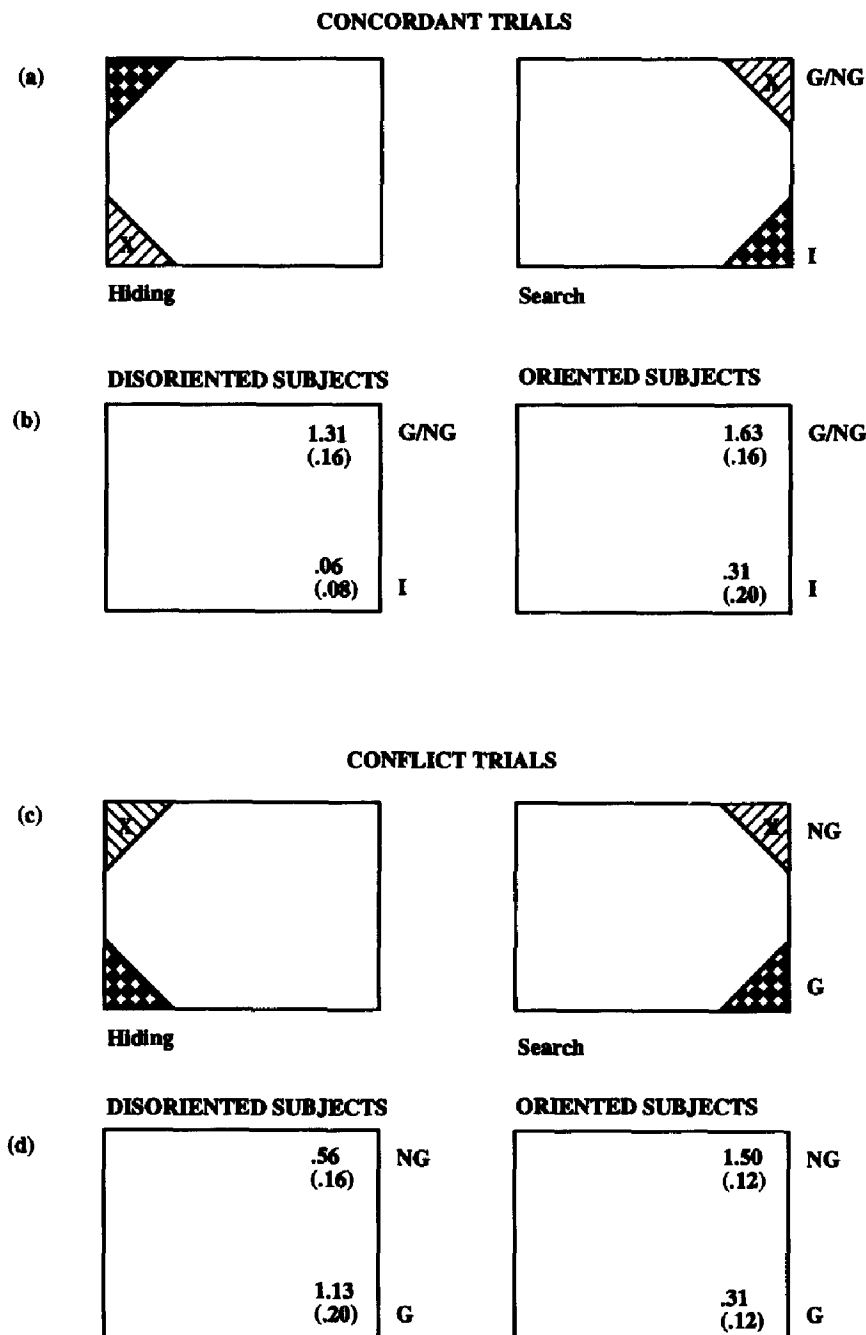 CONCORDANT TRIALS
(a)
X
X
G/NG
I
Hiding
Search
DISORIENTED SUBJECTS
ORIENTED SUBJECTS
(b)
1.31
(.16)
G/NG
1.63
(.16)
G/NG
.06
(.08)
I
.31
(.20)
I
CONFLICT TRIALS
(c)
X
X
NG
G
Hiding
Search
DISORIENTED SUBJECTS
ORIENTED SUBJECTS
(d)
.56
(.16)
NG
1.50
(.12)
NG
1.13
(.20)
G
.31
(.12)
G